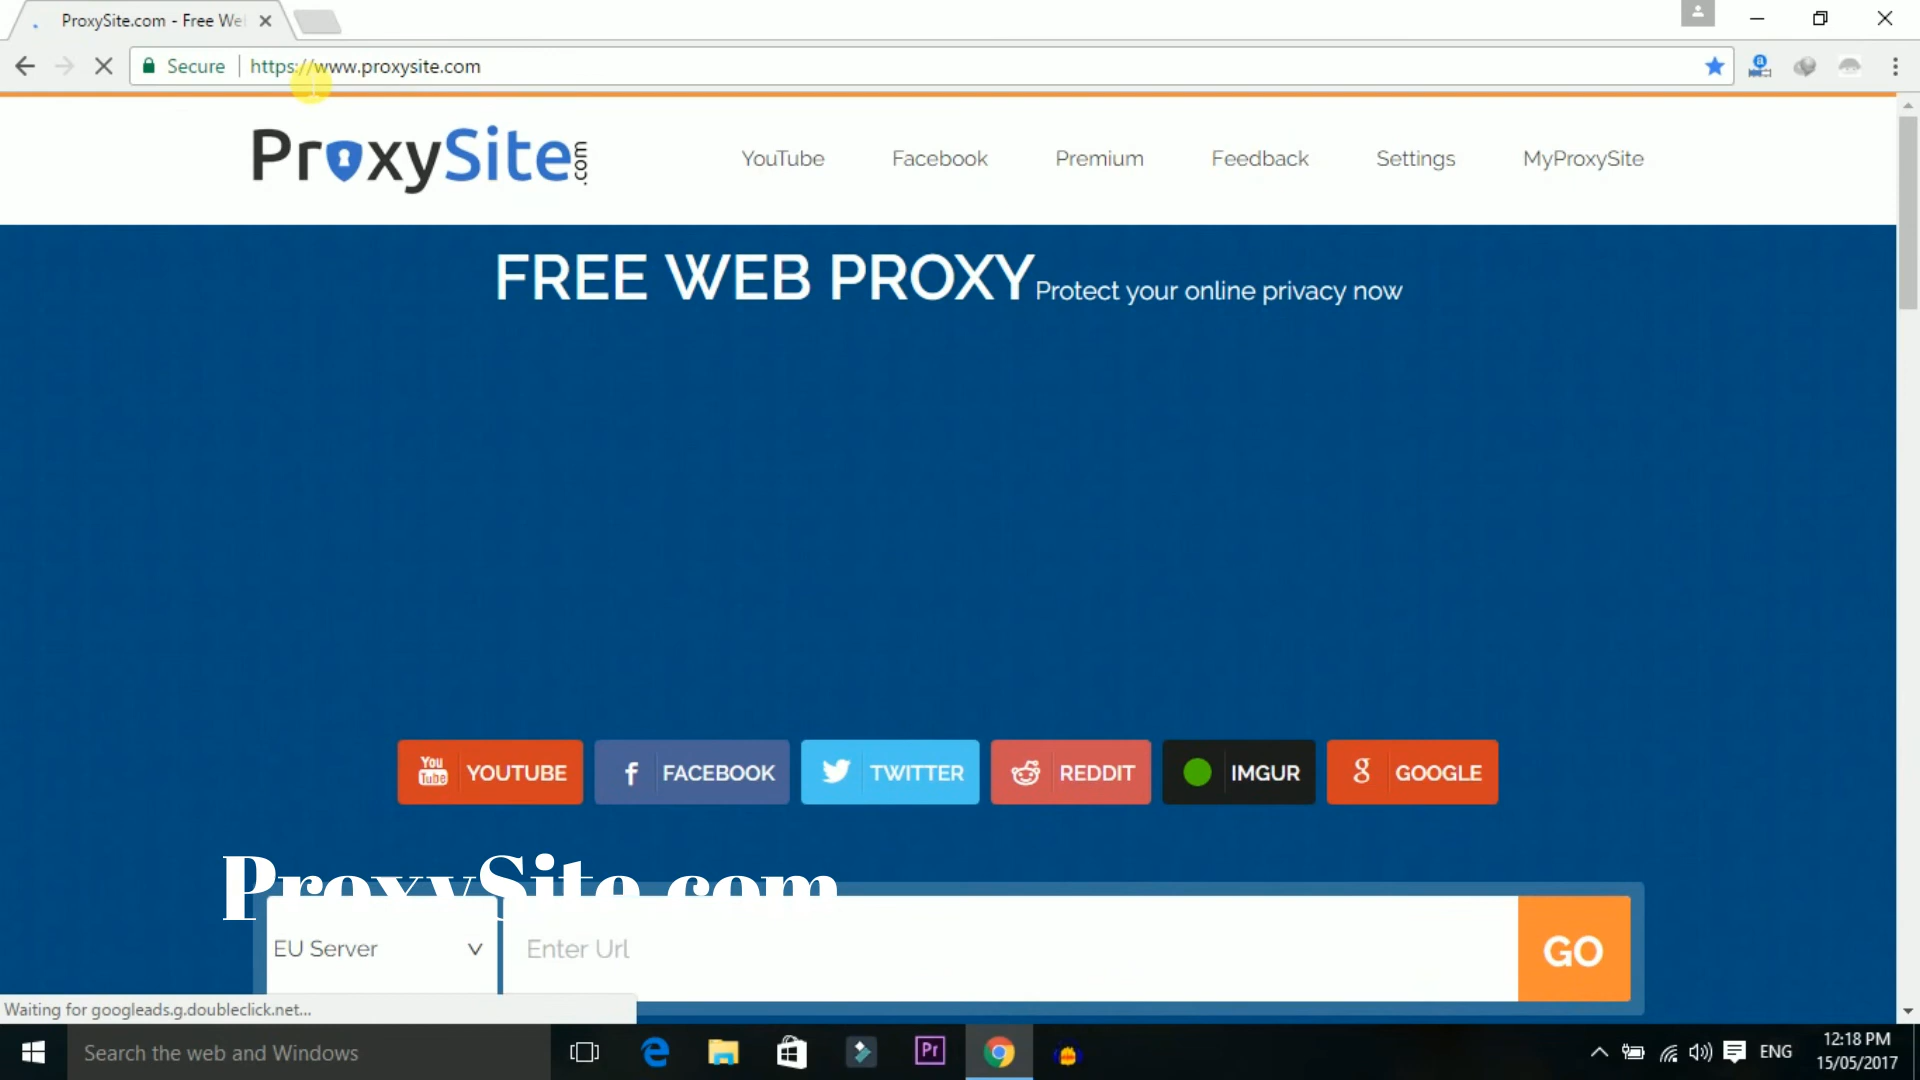 ProxySite.com - Free We
Secure
https://www.proxysite.com
ProxySite.com
YouTube
Facebook
Premium
Feedback
Settings
MyProxySite
FREE WEB PROXY Protect your online privacy now
You Tube YOUTUBE
f FACEBOOK
TWITTER
REDDIT
IMGUR
g GOOGLE
ProxySite.com
EU Server
Enter Url
GO
Waiting for googleads.g.doubleclick.net...
Search the web and Windows
Pr
ENG
12:18 PM
15/05/2017